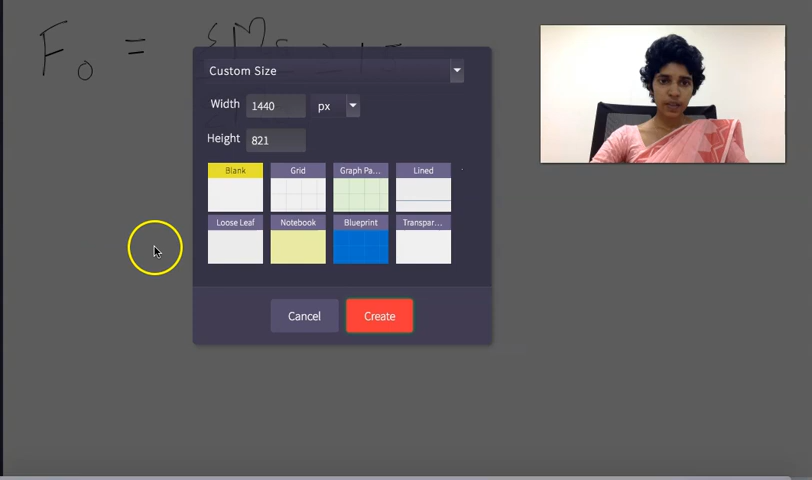 F0 =
Custom Size
Width 1440 px
Height 821
Blank Grid Graph Pa... Lined
Loose Leaf Notebook Blueprint Transpar...
Cancel Create